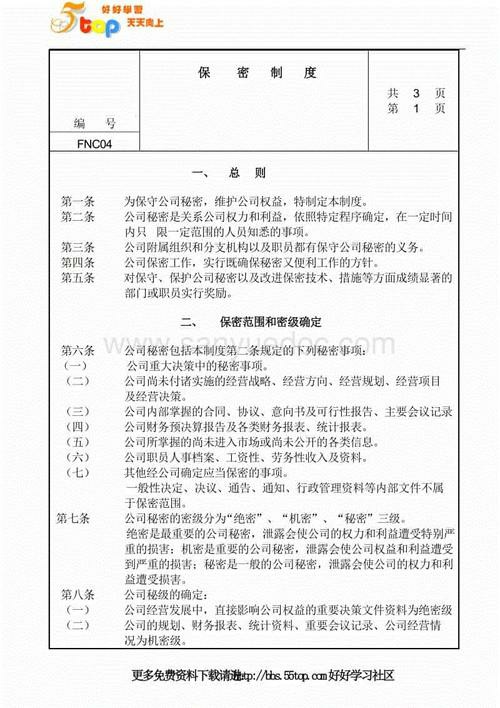 5top 好好學習
天天向上
保 密 制 度
共 3 页
第 1 页
编 号
FNC04
一、 总 则
第一条 为保守公司秘密，维护公司权益，特制定本制度。
第二条 公司秘密是关系公司权力和利益，依照特定程序确定，在一定时间
内只 限一定范围的人员知悉的事项。
第三条 公司附属组织和分支机构以及职员都有保守公司秘密的义务。
第四条 公司保密工作，实行既确保秘密又便利工作的方针。
第五条 对保守、保护公司秘密以及改进保密技术、措施等方面成绩显著的
部门或职员实行奖励。
二、 保密范围和密级确定
www.sanyuedoc.com
第六条 公司秘密包括本制度第二条规定的下列秘密事项：
（一） 公司重大决策中的秘密事项。
（二） 公司尚未付诸实施的经营战略、经营方向、经营规划、经营项目
及经营决策。
（三） 公司内部掌握的合同、协议、意向书及可行性报告、主要会议记录
（四） 公司财务预决算报告及各类财务报表、统计报表。
（五） 公司所掌握的尚未进入市场或尚未公开的各类信息。
（六） 公司职员人事档案、工资性、劳务性收入及资料。
（七） 其他经公司确定应当保密的事项。
一般性决定、决议、通告、通知、行政管理资料等内部文件不属
于保密范围。
第七条 公司秘密的密级分为“绝密”、“机密”、“秘密”三级。
绝密是最重要的公司秘密，泄露会使公司的权力和利益遭受特别严
重的损害；机密是重要的公司秘密，泄露会使公司权益和利益遭受
到严重的损害；秘密是一般的公司秘密，泄露会使公司的权力和利
益遭受损害。
第八条 公司秘级的确定：
（一） 公司经营发展中，直接影响公司权益的重要决策文件资料为绝密级
（二） 公司的规划、财务报表、统计资料、重要会议记录、公司经营情
况为机密级。
更多免费资料下载请进http://bbs.55top.com好好学习社区